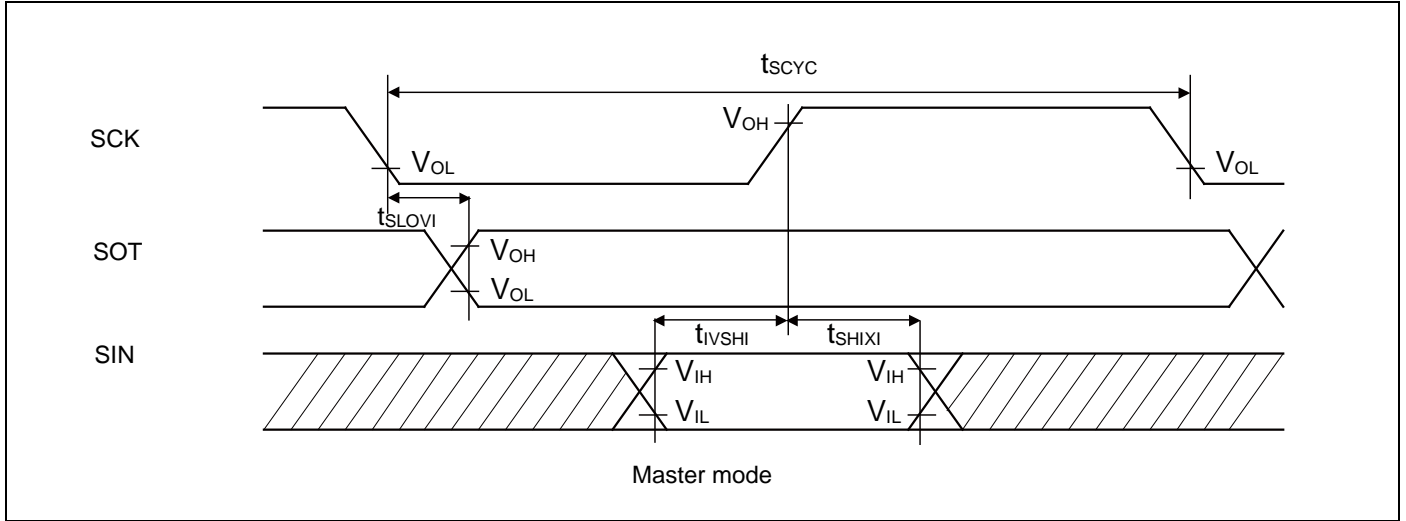 tSCYC
SCK
VOH
VOL
VOL
tSLOVI
SOT
VOH
VOL
tIVSHI
tSHIXI
SIN
VIH
VIH
VIL
VIL
Master mode